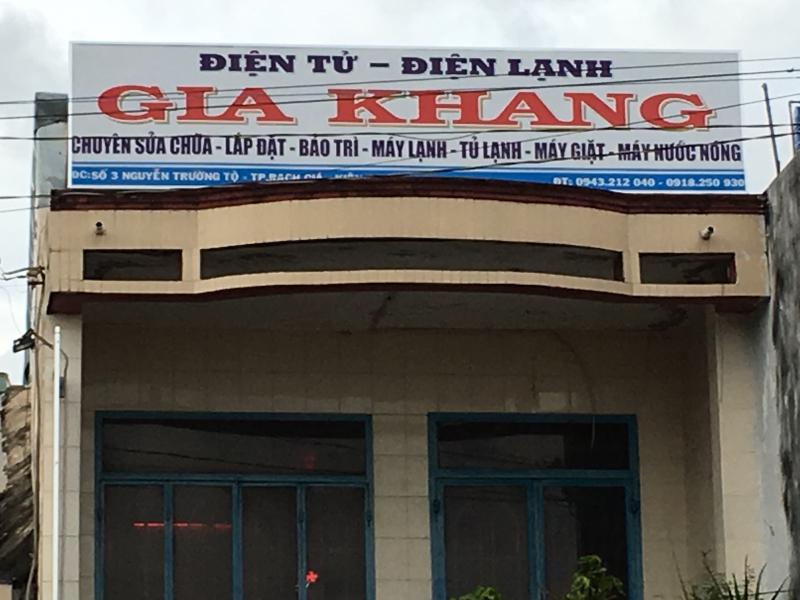 ĐIỆN TỬ – ĐIỆN LẠNH
GIA KHANG
CHUYÊN SỬA CHỮA - LẮP ĐẶT - BẢO TRÌ - MÁY LẠNH - TỦ LẠNH - MÁY GIẶT - MÁY NƯỚC NÓNG
ĐC: SỐ 3 NGUYỄN TRƯỜNG TỘ - TP.RẠCH GIÁ - KIÊN
ĐT: 0943.212 040 - 0918.250 930